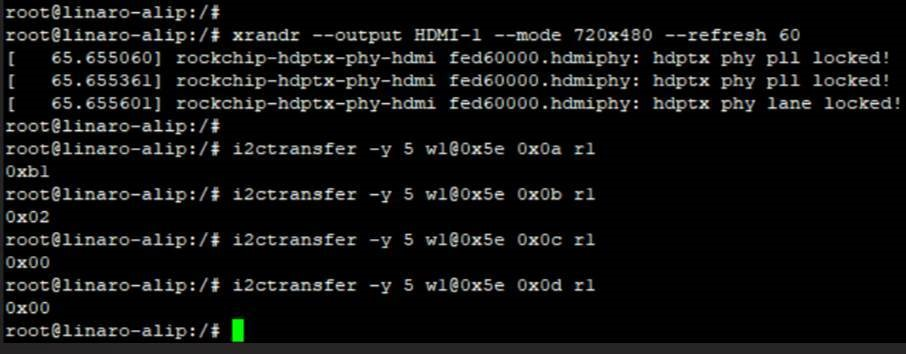 root@linaro-alip:/#
root@linaro-alip:/# xrandr --output HDMI-1 --mode 720x480 --refresh 60
[   65.655060] rockchip-hdptx-phy-hdmi fed60000.hdmiphy: hdptx phy pll locked!
[   65.655361] rockchip-hdptx-phy-hdmi fed60000.hdmiphy: hdptx phy pll locked!
[   65.655601] rockchip-hdptx-phy-hdmi fed60000.hdmiphy: hdptx phy lane locked!
root@linaro-alip:/#
root@linaro-alip:/# i2ctransfer -y 5 w1@0x5e 0x0a r1
0xb1
root@linaro-alip:/# i2ctransfer -y 5 w1@0x5e 0x0b r1
0x02
root@linaro-alip:/# i2ctransfer -y 5 w1@0x5e 0x0c r1
0x00
root@linaro-alip:/# i2ctransfer -y 5 w1@0x5e 0x0d r1
0x00
root@linaro-alip:/#